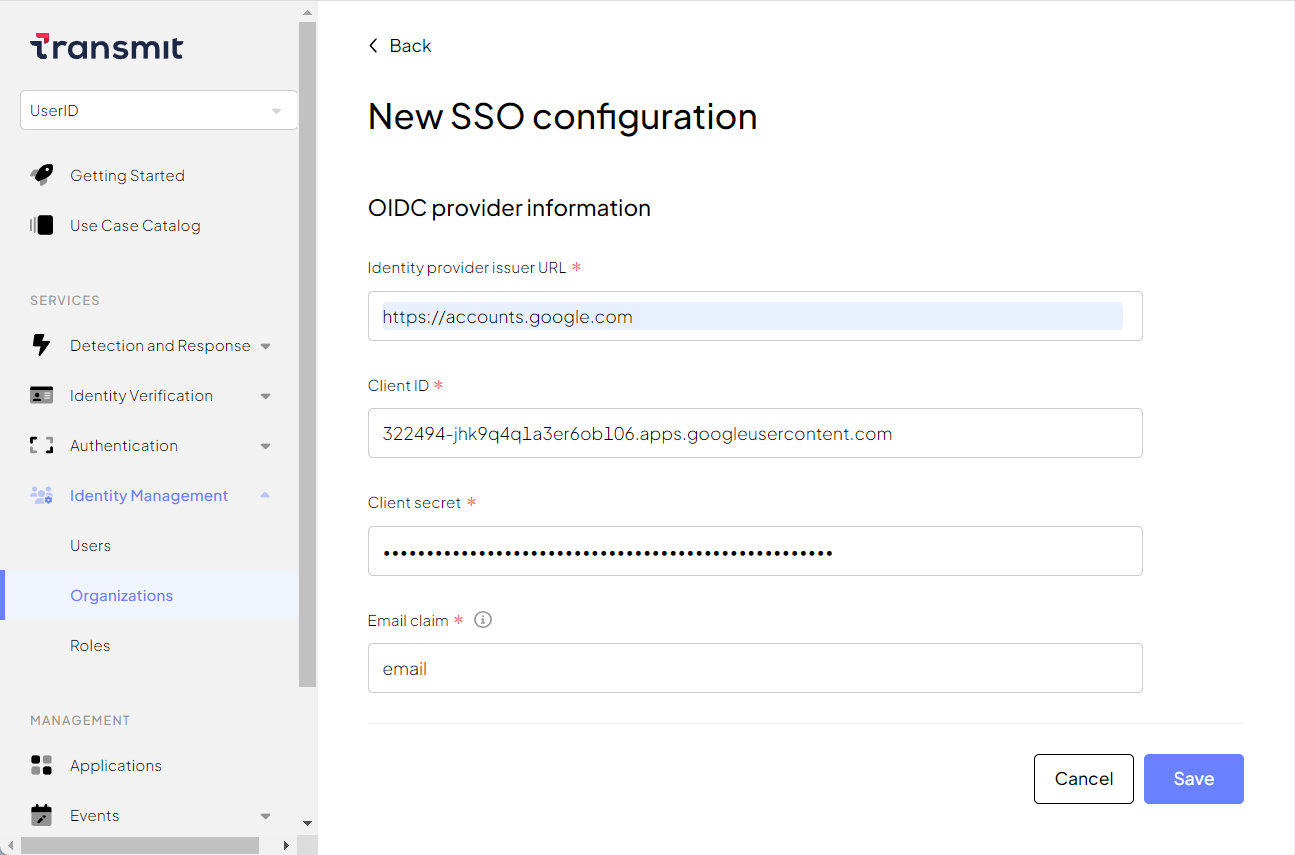 Transmit
UserID
Getting Started
Use Case Catalog
SERVICES
Detection and Response
Identity Verification
Authentication
Identity Management
Users
Organizations
Roles
MANAGEMENT
Applications
Events
Back
New SSO configuration
OIDC provider information
Identity provider issuer URL *
https://accounts.google.com
Client ID *
322494-jhk9q4q1a3er6ob106.apps.googleusercontent.com
Client secret *
Email claim *
email
Cancel
Save